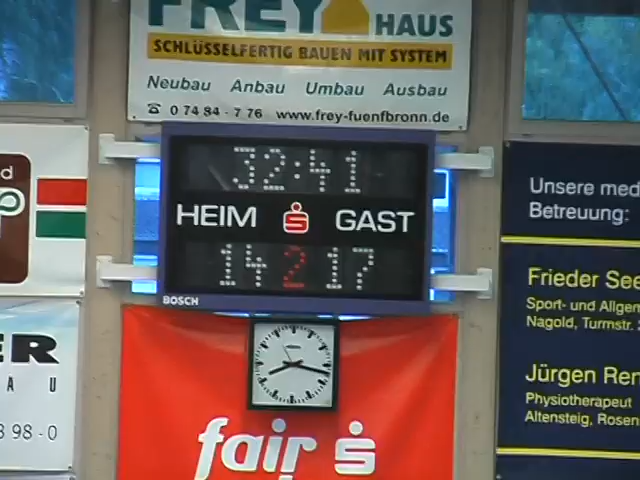 FREY HAUS
SCHLÜSSELFERTIG BAUEN MIT SYSTEM
Neubau Anbau Umbau Ausbau
☎ 0 74 84 - 7 76 www.frey-fuenfbronn.de
32:41
HEIM GAST
14 2 17
BOSCH
fair
Unsere med
Betreuung:
Frieder See
Sport- und Allgem
Nagold, Turmstr.
Jürgen Ren
Physiotherapeut
Altensteig, Rosen
d
P
ER
A U
3 98 - 0